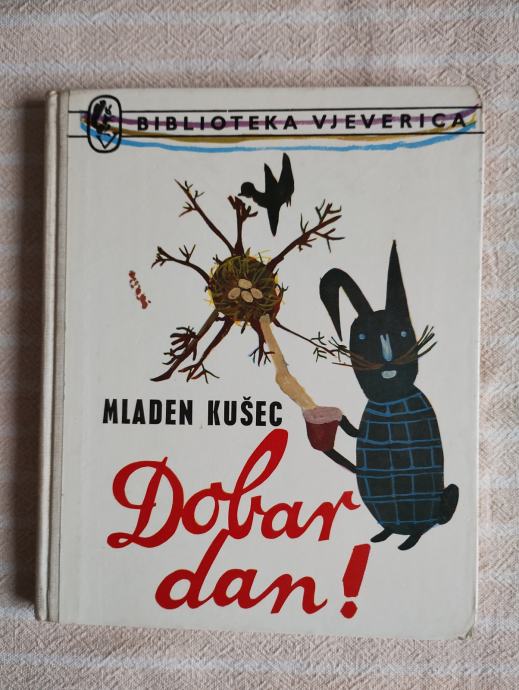 BIBLIOTEKA VJEVERICA
MLADEN KUŠEC
Dobar
dan!